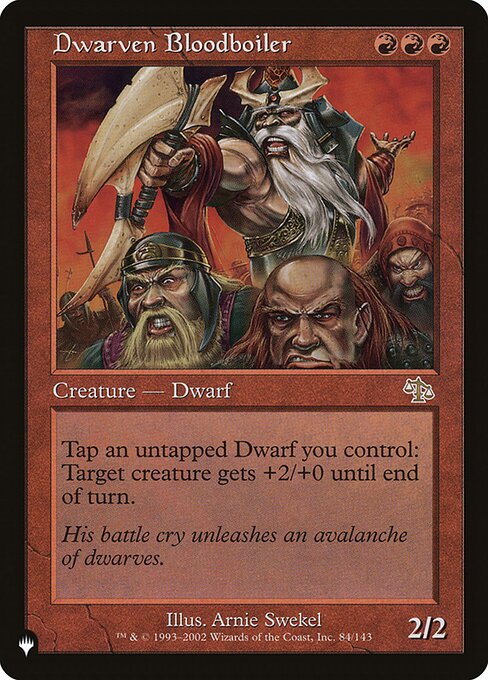 Dwarven Bloodboiler
Creature — Dwarf
Tap an untapped Dwarf you control:
Target creature gets +2/+0 until end
of turn.
His battle cry unleashes an avalanche
of dwarves.
Illus. Arnie Swekel
™ & © 1993–2002 Wizards of the Coast, Inc. 84/143
2/2